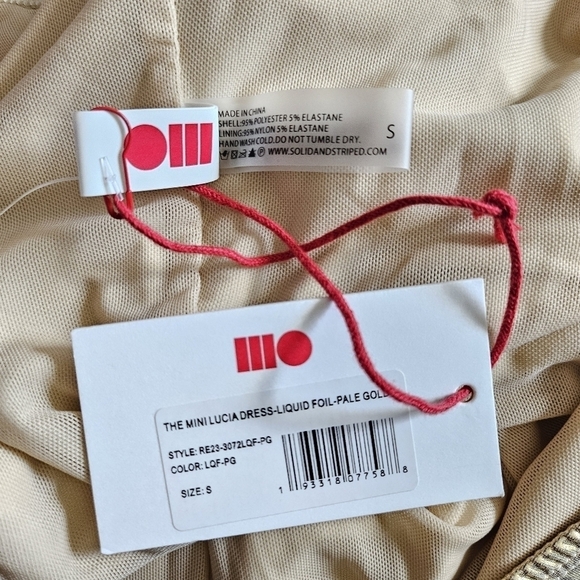 MADE IN CHINA
SHELL:95% POLYESTER 5% ELASTANE
LINING:95%NYLON 5% ELASTANE
HAND WASH COLD.DO NOT TUMBLE DRY.
WWW.SOLIDANDSTRIPED.COM
S
THE MINI LUCIA DRESS-LIQUID FOIL-PALE GOLD
STYLE: RE23-3072LQF-PG
COLOR: LQF-PG
SIZE: S
1 93318 07758 8